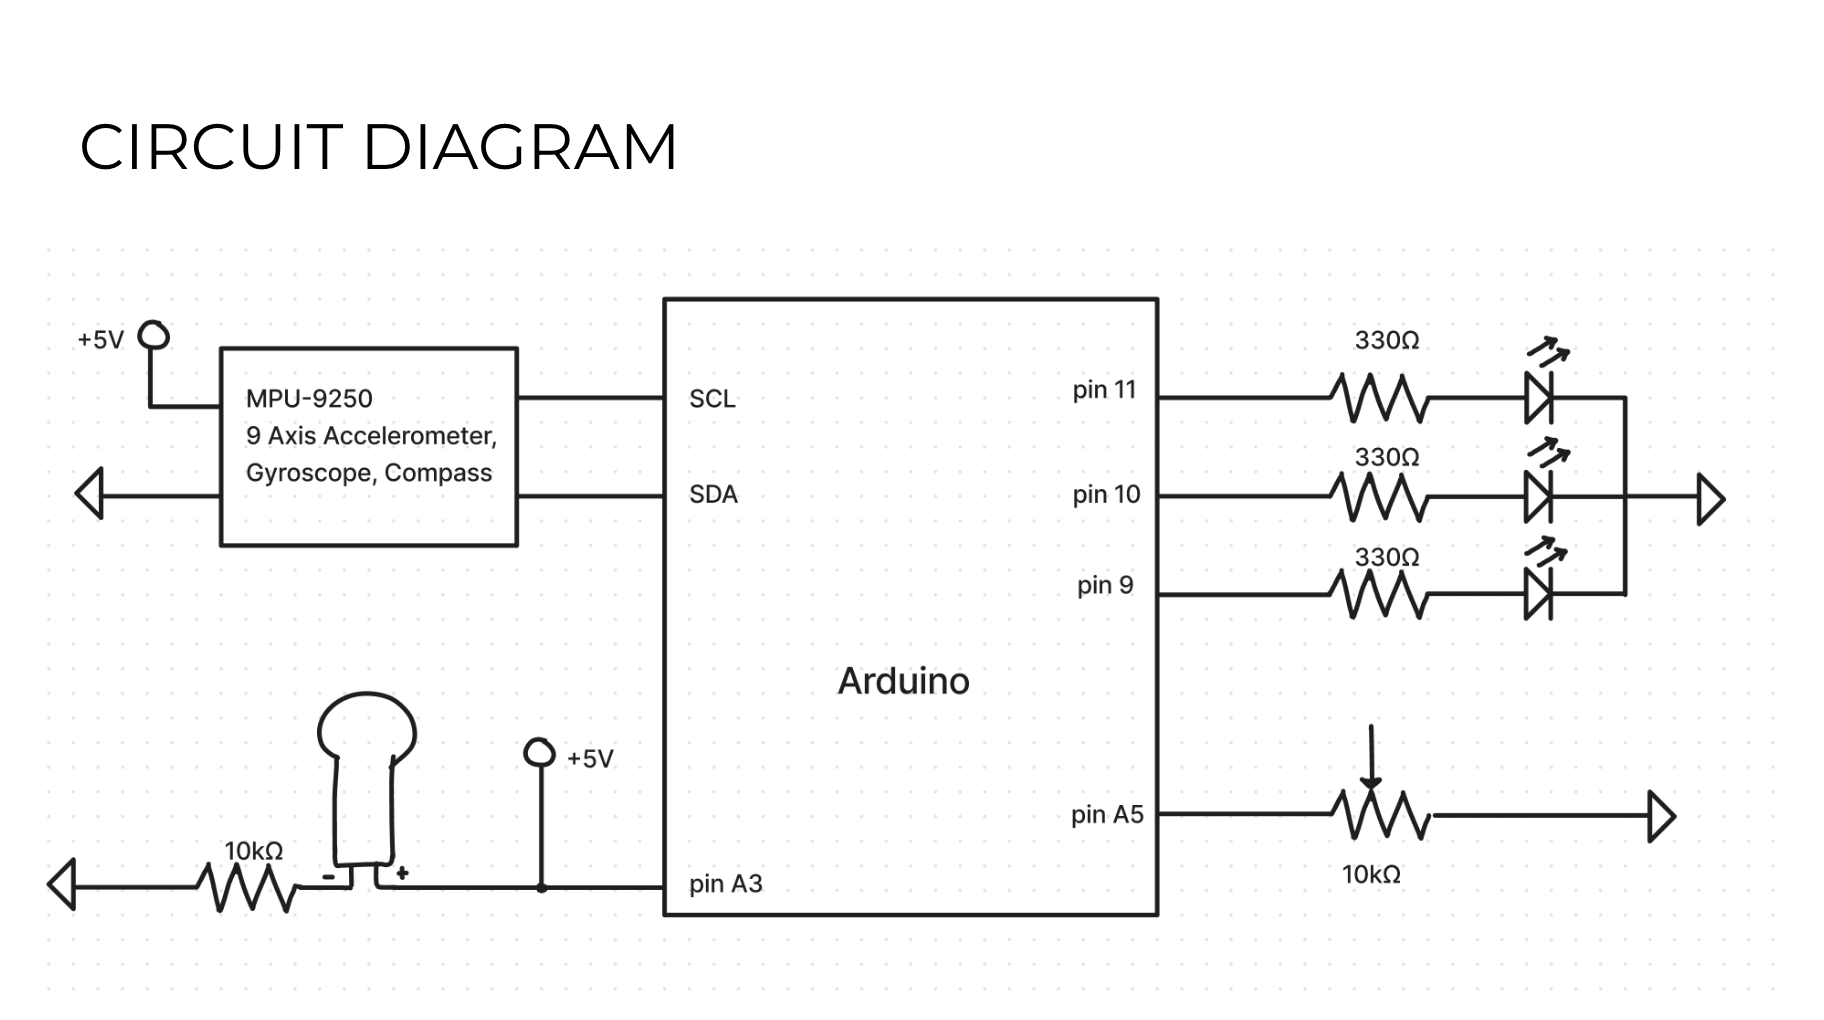 CIRCUIT DIAGRAM
+5V
MPU-9250
9 Axis Accelerometer,
Gyroscope, Compass
SCL
SDA
pin 11
pin 10
pin 9
330Ω
330Ω
330Ω
Arduino
+5V
10kΩ
-
+
pin A3
pin A5
10kΩ